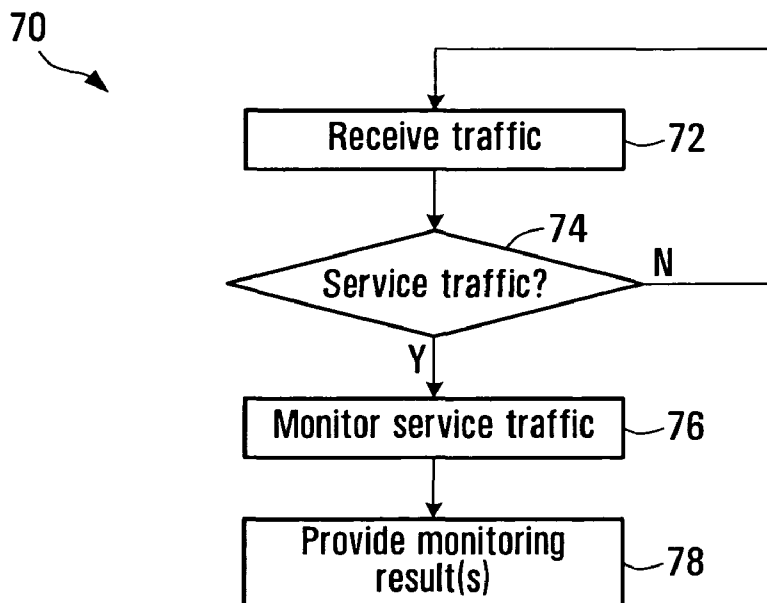 70
Receive traffic
72
74
Service traffic?
N
Y
Monitor service traffic
76
Provide monitoring
result(s)
78